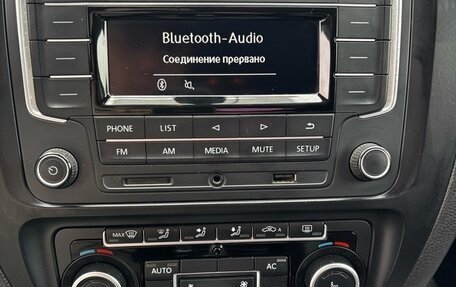 Bluetooth-Audio
Соединение прервано
PHONE LIST
FM AM MEDIA MUTE SETUP
MAX A
AUTO AC